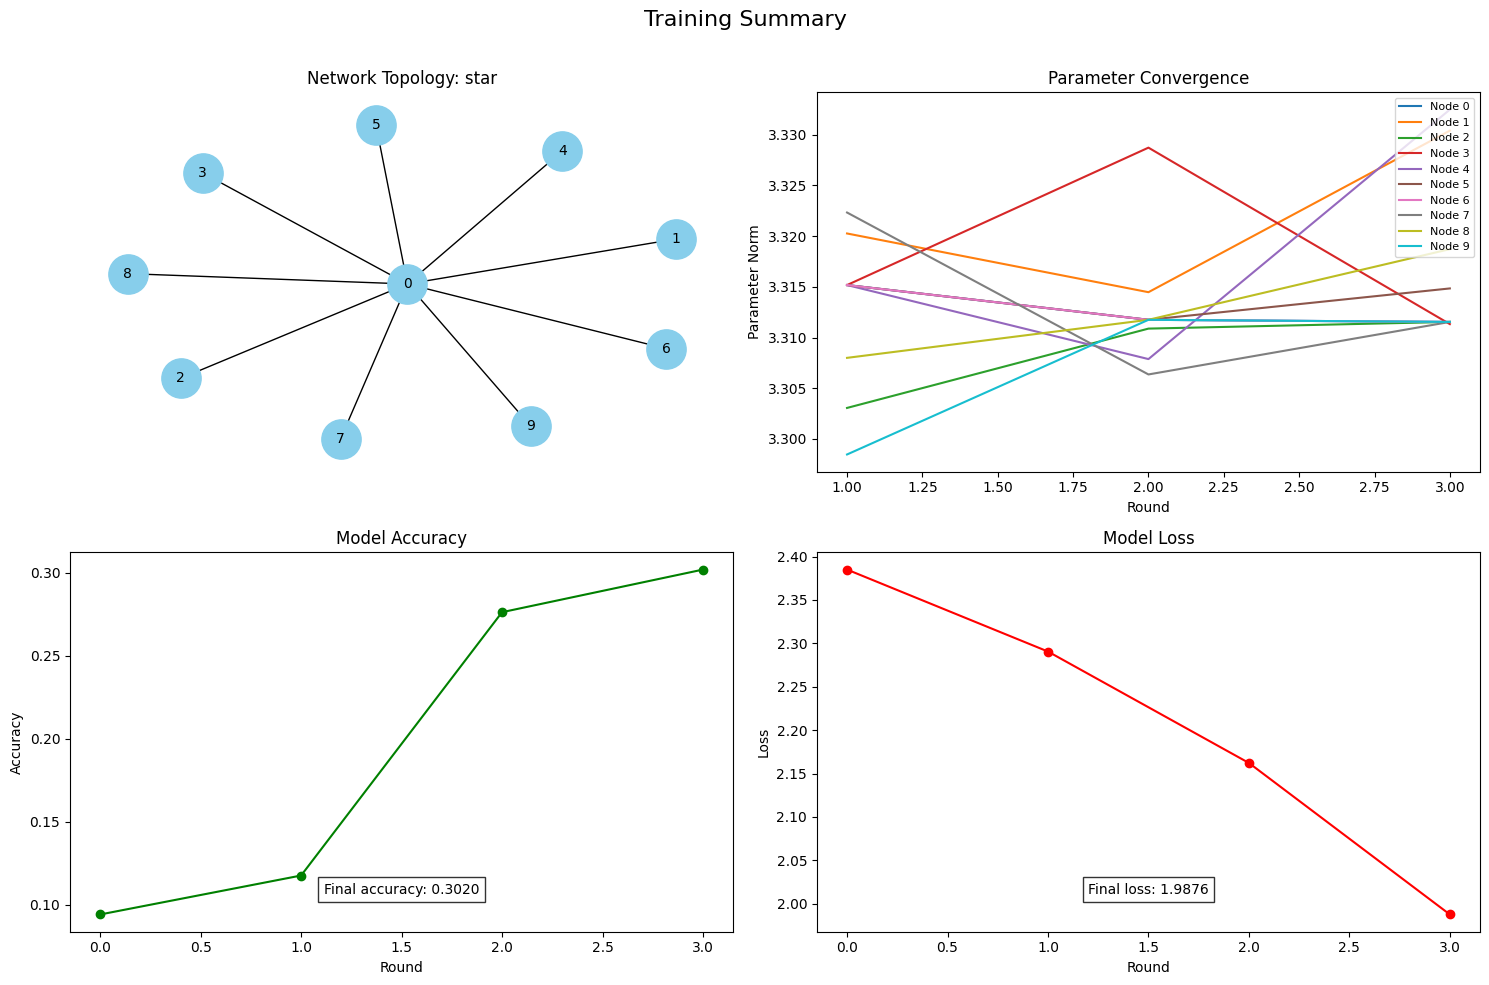 Training Summary
Network Topology: star
5
4
3
1
8
0
6
2
9
7
Parameter Convergence
Parameter Norm
3.330
3.325
3.320
3.315
3.310
3.305
3.300
Node 0
Node 1
Node 2
Node 3
Node 4
Node 5
Node 6
Node 7
Node 8
Node 9
1.00 1.25 1.50 1.75 2.00 2.25 2.50 2.75 3.00
Round
Model Accuracy
Accuracy
0.30
0.25
0.20
0.15
0.10
Final accuracy: 0.3020
0.0 0.5 1.0 1.5 2.0 2.5 3.0
Round
Model Loss
Loss
2.40
2.35
2.30
2.25
2.20
2.15
2.10
2.05
2.00
Final loss: 1.9876
0.0 0.5 1.0 1.5 2.0 2.5 3.0
Round